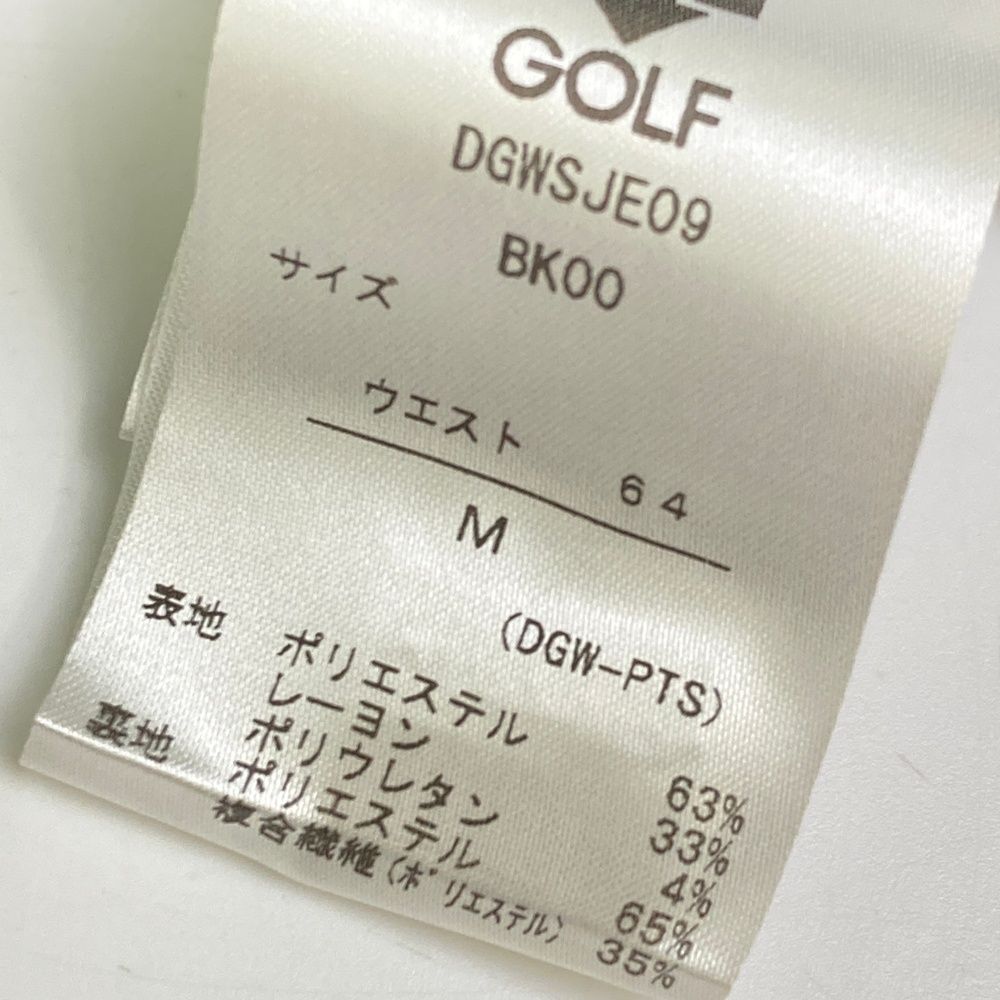 GOLF
DGWSJE09
BK00
サイズ
ウエスト 64
M
(DGW-PTS)
表地 ポリエステル 63%
レーヨン 33%
ポリウレタン 4%
裏地 ポリエステル 65%
複合繊維(ポリエステル) 35%